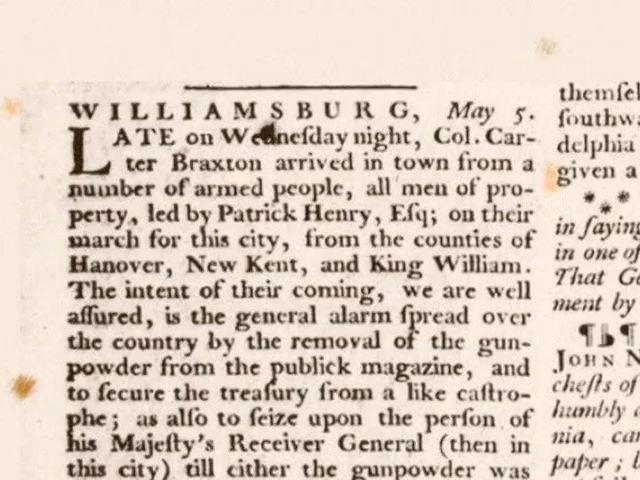 WILLIAMSBURG, May 5.
LATE on Wedneſday night, Col. Car-
ter Braxton arrived in town from a
number of armed people, all men of pro-
perty, led by Patrick Henry, Eſq; on their
march for this city, from the counties of
Hanover, New Kent, and King William.
The intent of their coming, we are well
aſſured, is the general alarm ſpread over
the country by the removal of the gun-
powder from the publick magazine, and
to ſecure the treaſury from a like caſtro-
phe; as alſo to ſeize upon the perſon of
his Majeſty's Receiver General (then in
this city) till either the gunpowder was
themſel
ſouthwa
delphia
given a
* * *
in ſaying
in one of
That Go
ment by
¶ ¶ ¶
JOHN N
cheſts of
humbly a
nia, can
paper; b